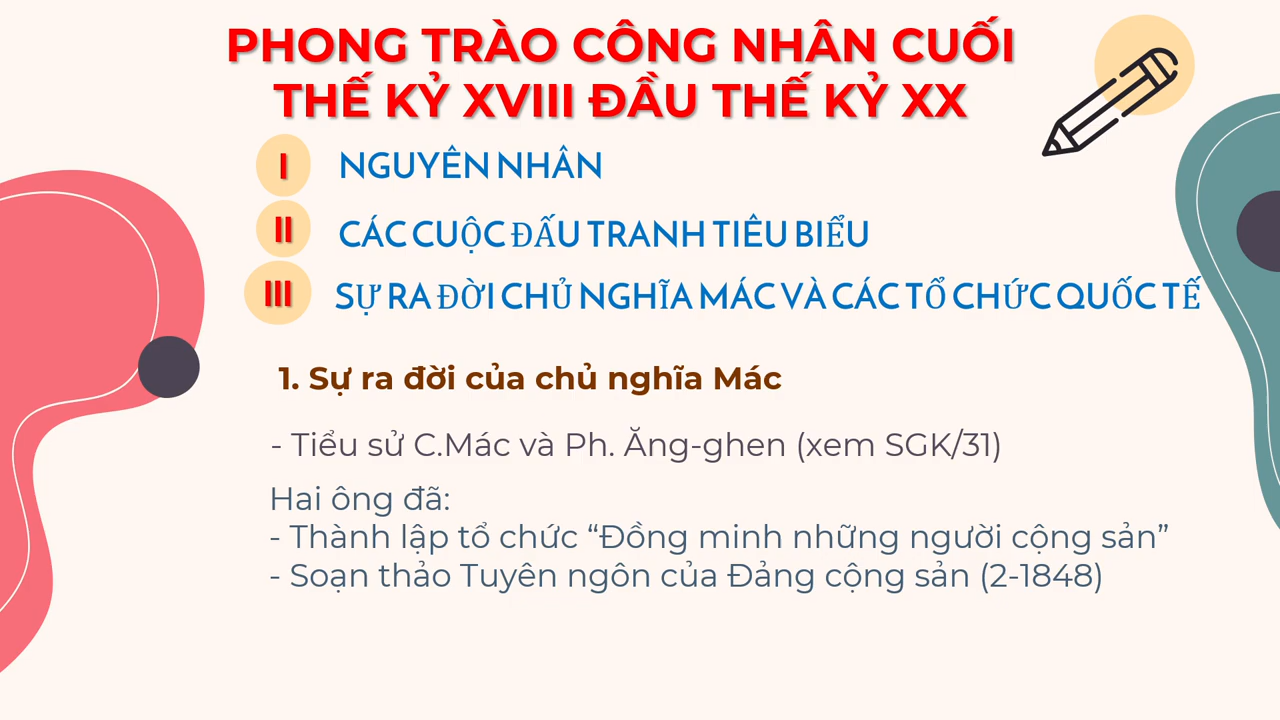 PHONG TRÀO CÔNG NHÂN CUỐI
THẾ KỶ XVIII ĐẦU THẾ KỶ XX
I NGUYÊN NHÂN
II CÁC CUỘC ĐẤU TRANH TIÊU BIỂU
III SỰ RA ĐỜI CHỦ NGHĨA MÁC VÀ CÁC TỔ CHỨC QUỐC TẾ
1. Sự ra đời của chủ nghĩa Mác
- Tiểu sử C.Mác và Ph. Ăng-ghen (xem SGK/31)
Hai ông đã:
- Thành lập tổ chức “Đồng minh những người cộng sản”
- Soạn thảo Tuyên ngôn của Đảng cộng sản (2-1848)